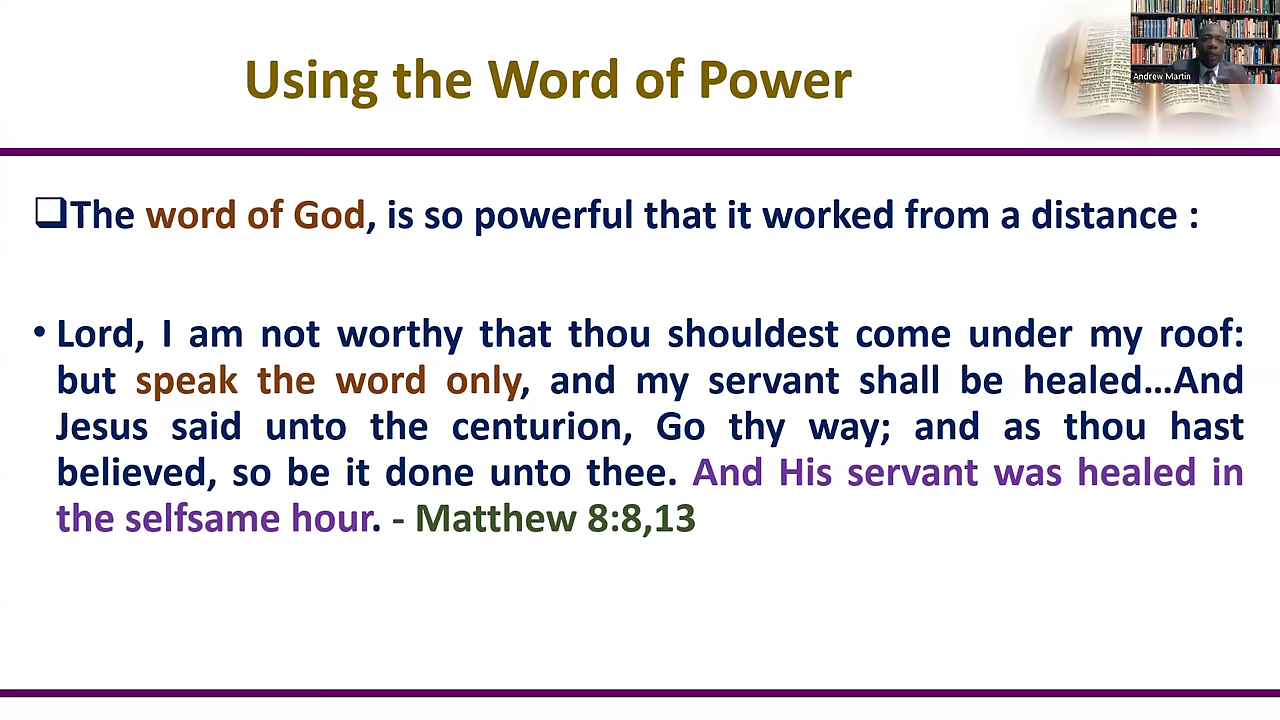 Using the Word of Power
Andrew Martin
❑The word of God, is so powerful that it worked from a distance :
• Lord, I am not worthy that thou shouldest come under my roof:
but speak the word only, and my servant shall be healed…And
Jesus said unto the centurion, Go thy way; and as thou hast
believed, so be it done unto thee. And His servant was healed in
the selfsame hour. - Matthew 8:8,13